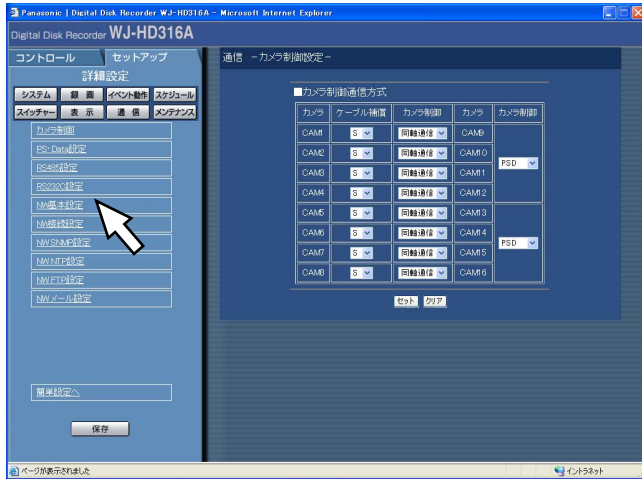 Panasonic | Digital Disk Recorder WJ-HD316A - Microsoft Internet Explorer
Digital Disk Recorder WJ-HD316A
コントロール セットアップ
詳細設定
システム 録画 イベント動作 スケジュール
スイッチャー 表示 通信 メンテナンス
カメラ制御
PS･Data設定
RS485設定
RS232C設定
NW基本設定
NW接続設定
NW SNMP設定
NW NTP設定
NW FTP設定
NWメール設定
簡単設定へ
保存
通信 －カメラ制御設定－
■カメラ制御通信方式
カメラ ケーブル補償 カメラ制御 カメラ カメラ制御
CAM1 S 同軸通信 CAM9
CAM2 S 同軸通信 CAM10
PSD
CAM3 S 同軸通信 CAM11
CAM4 S 同軸通信 CAM12
CAM5 S 同軸通信 CAM13
CAM6 S 同軸通信 CAM14
PSD
CAM7 S 同軸通信 CAM15
CAM8 S 同軸通信 CAM16
セット クリア
ページが表示されました イントラネット